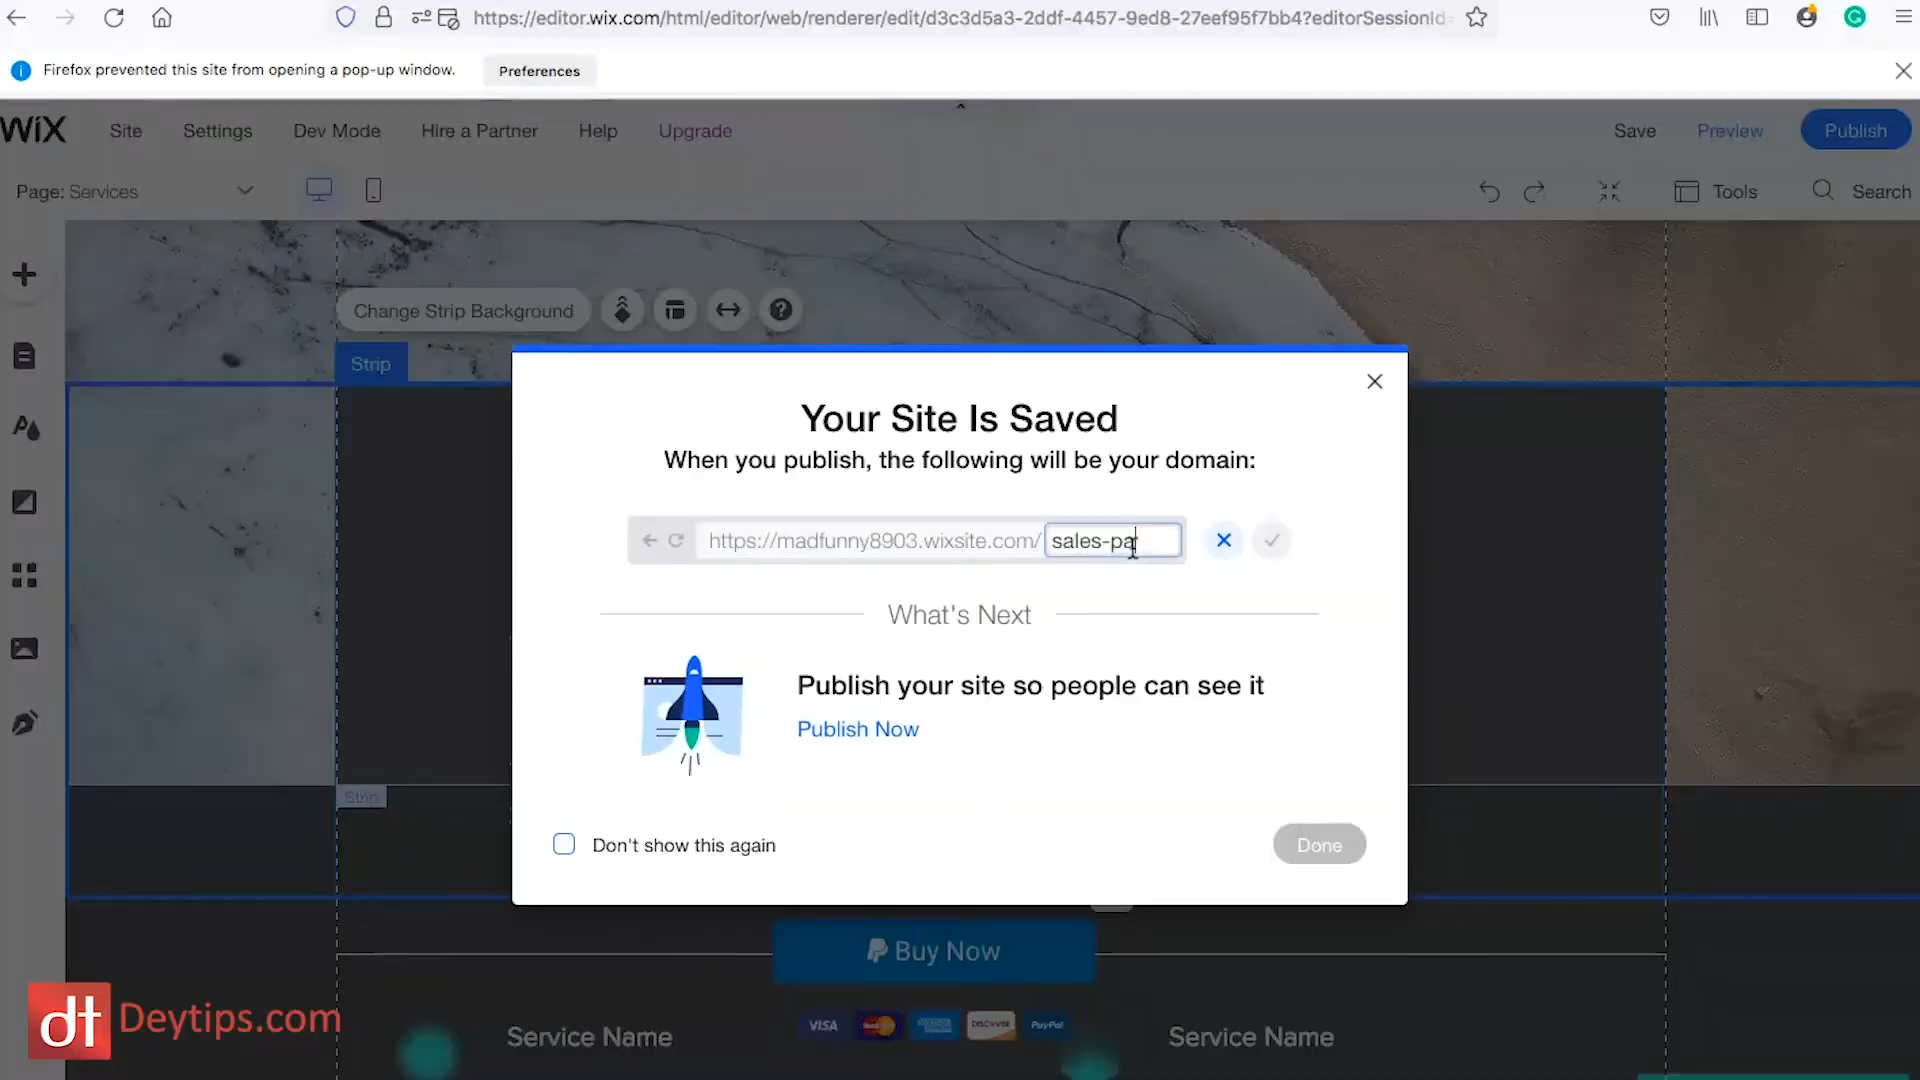 https://editor.wix.com/html/editor/web/renderer/edit/d3c3d5a3-2ddf-4457-9ed8-27eef95f7bb4?editorSessionId=
Firefox prevented this site from opening a pop-up window.
Preferences
WiX
Site
Settings
Dev Mode
Hire a Partner
Help
Upgrade
Save
Preview
Publish
Page: Services
Tools
Search
Change Strip Background
Strip
Your Site Is Saved
When you publish, the following will be your domain:
https://madfunny8903.wixsite.com/
sales-pa
What's Next
Publish your site so people can see it
Publish Now
Strip
Don't show this again
Done
PayPal
Buy Now
dt Deytips.com
Service Name
VISA
DISCOVER
PayPal
Service Name